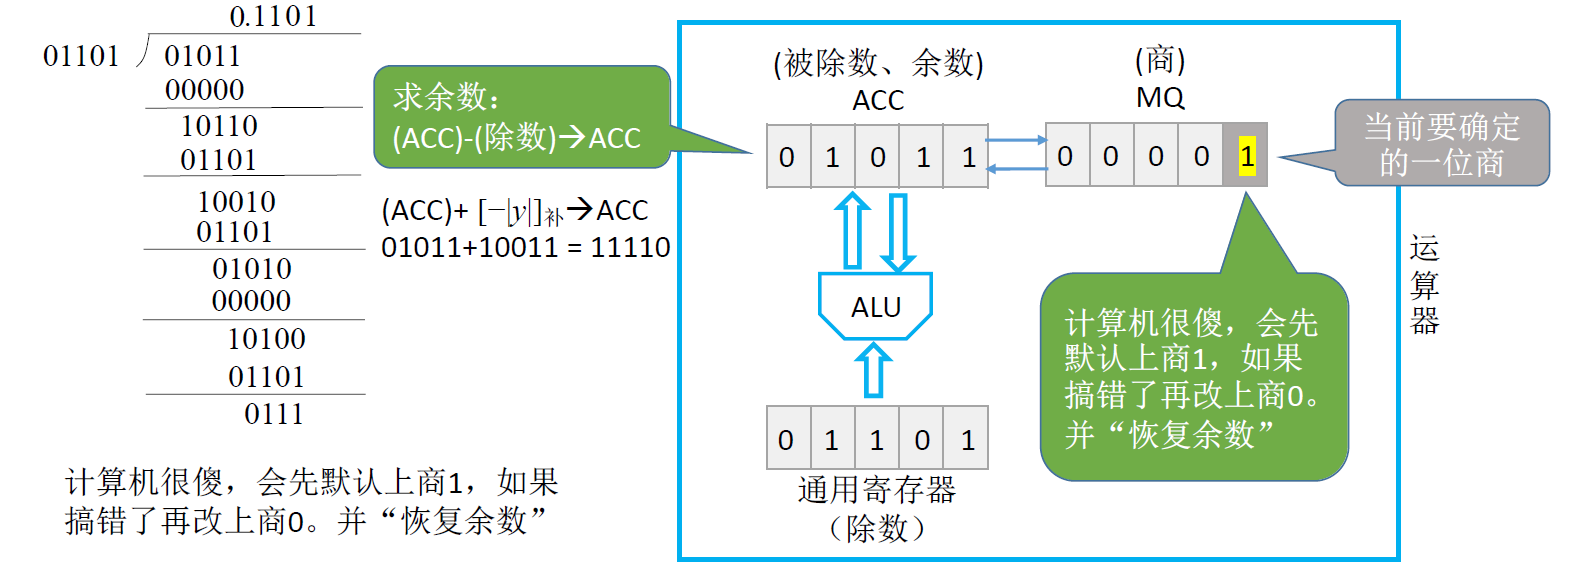 0.1101
01101
01011
00000
10110
01101
10010
01101
01010
00000
10100
01101
0111
计算机很傻，会先默认上商1，如果
搞错了再改上商0。并“恢复余数”
求余数：
(ACC)-(除数)→ACC
(ACC)+ [−|y|]补→ACC
01011+10011 = 11110
(被除数、余数)
ACC
0 1 0 1 1
(商)
MQ
0 0 0 0 1
当前要确定
的一位商
ALU
0 1 1 0 1
通用寄存器
（除数）
计算机很傻，会先
默认上商1，如果
搞错了再改上商0。
并“恢复余数”
运
算
器